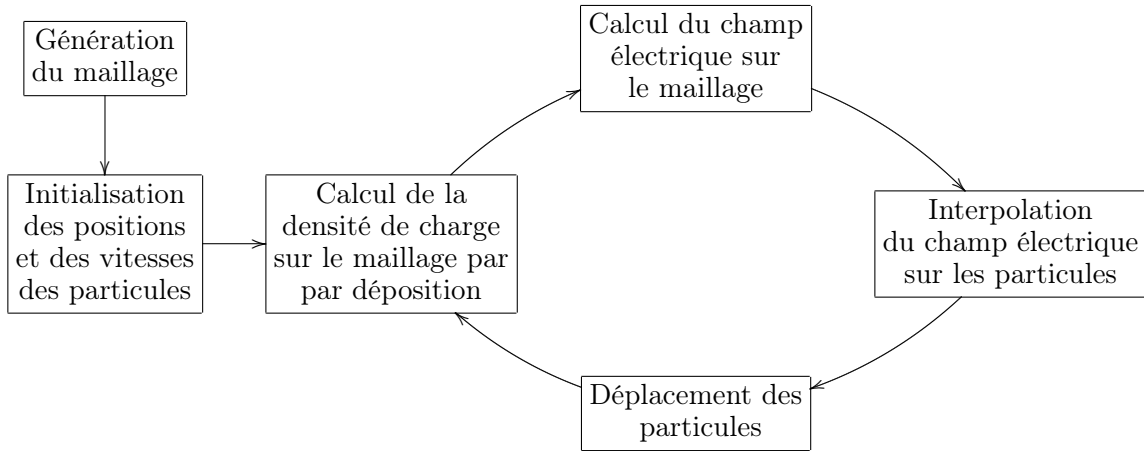 Génération
du maillage
Initialisation
des positions
et des vitesses
des particules
Calcul de la
densité de charge
sur le maillage par
par déposition
Calcul du champ
électrique sur
le maillage
Interpolation
du champ électrique
sur les particules
Déplacement des
particules